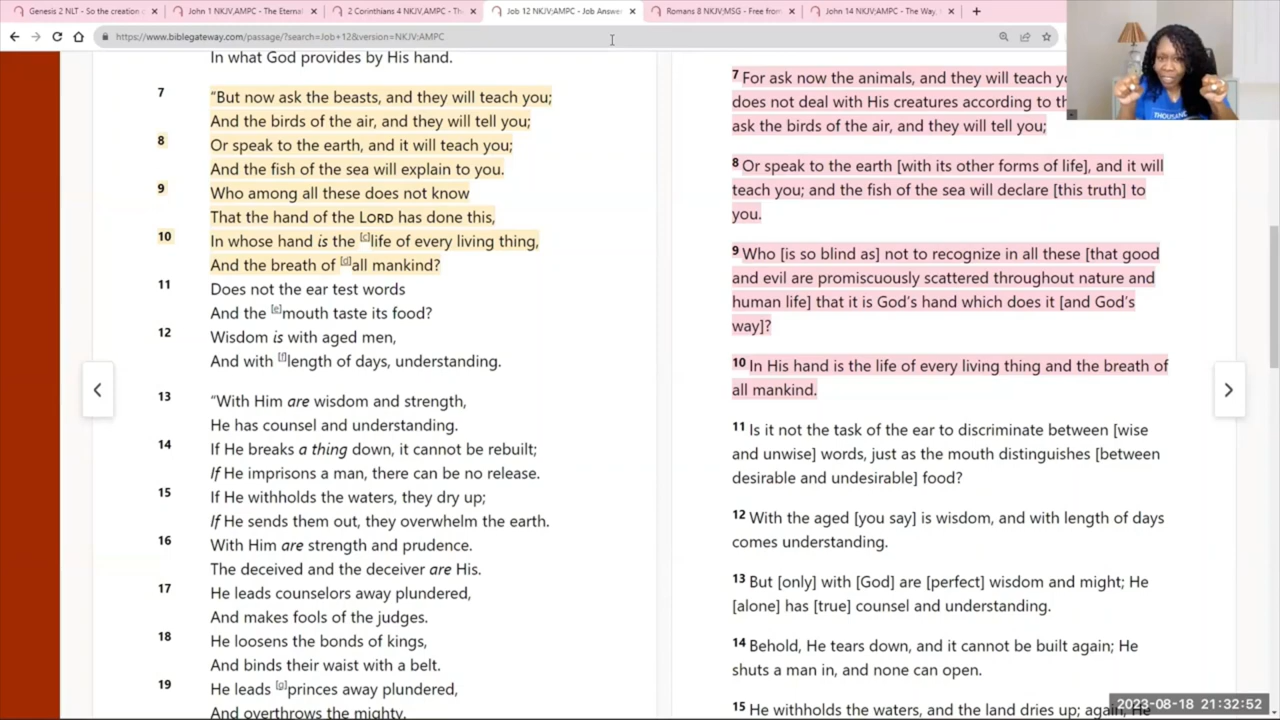 Genesis 2 NLT - So the creation o
John 1 NKJV,AMPC - The Eternal
2 Corinthians 4 NKJV,AMPC - Th
Job 12 NKJV;AMPC - Job Answer
Romans 8 NKJV;MSG - Free from
John 14 NKJV;AMPC - The Way,
https://www.biblegateway.com/passage/?search=Job+12&version=NKJV;AMPC
In what God provides by His hand.
7 “But now ask the beasts, and they will teach you;
And the birds of the air, and they will tell you;
8 Or speak to the earth, and it will teach you;
And the fish of the sea will explain to you.
9 Who among all these does not know
That the hand of the LORD has done this,
10 In whose hand is the [c]life of every living thing,
And the breath of [d]all mankind?
11 Does not the ear test words
And the [e]mouth taste its food?
12 Wisdom is with aged men,
And with [f]length of days, understanding.
13 “With Him are wisdom and strength,
He has counsel and understanding.
14 If He breaks a thing down, it cannot be rebuilt;
If He imprisons a man, there can be no release.
15 If He withholds the waters, they dry up;
If He sends them out, they overwhelm the earth.
16 With Him are strength and prudence.
The deceived and the deceiver are His.
17 He leads counselors away plundered,
And makes fools of the judges.
18 He loosens the bonds of kings,
And binds their waist with a belt.
19 He leads [g]princes away plundered,
And overthrows the mighty.
7 For ask now the animals, and they will teach
does not deal with His creatures according to
ask the birds of the air, and they will tell you;
8 Or speak to the earth [with its other forms of life], and it will
teach you; and the fish of the sea will declare [this truth] to
you.
9 Who [is so blind as] not to recognize in all these [that good
and evil are promiscuously scattered throughout nature and
human life] that it is God’s hand which does it [and God’s
way]?
10 In His hand is the life of every living thing and the breath of
all mankind.
11 Is it not the task of the ear to discriminate between [wise
and unwise] words, just as the mouth distinguishes [between
desirable and undesirable] food?
12 With the aged [you say] is wisdom, and with length of days
comes understanding.
13 But [only] with [God] are [perfect] wisdom and might; He
[alone] has [true] counsel and understanding.
14 Behold, He tears down, and it cannot be built again; He
shuts a man in, and none can open.
15 He withholds the waters, and the land dries up; again, He
THOUSAN
2023-08-18 21:32:52